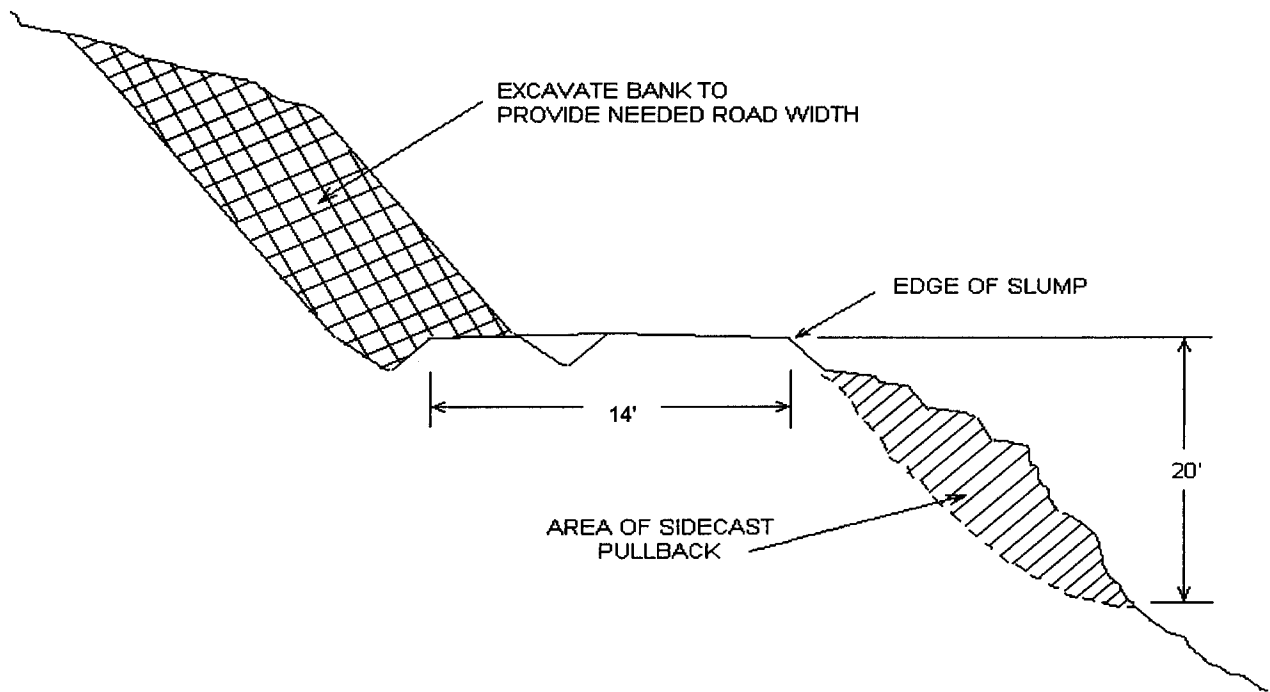 EXCAVATE BANK TO
PROVIDE NEEDED ROAD WIDTH
EDGE OF SLUMP
14'
20'
AREA OF SIDECAST
PULLBACK